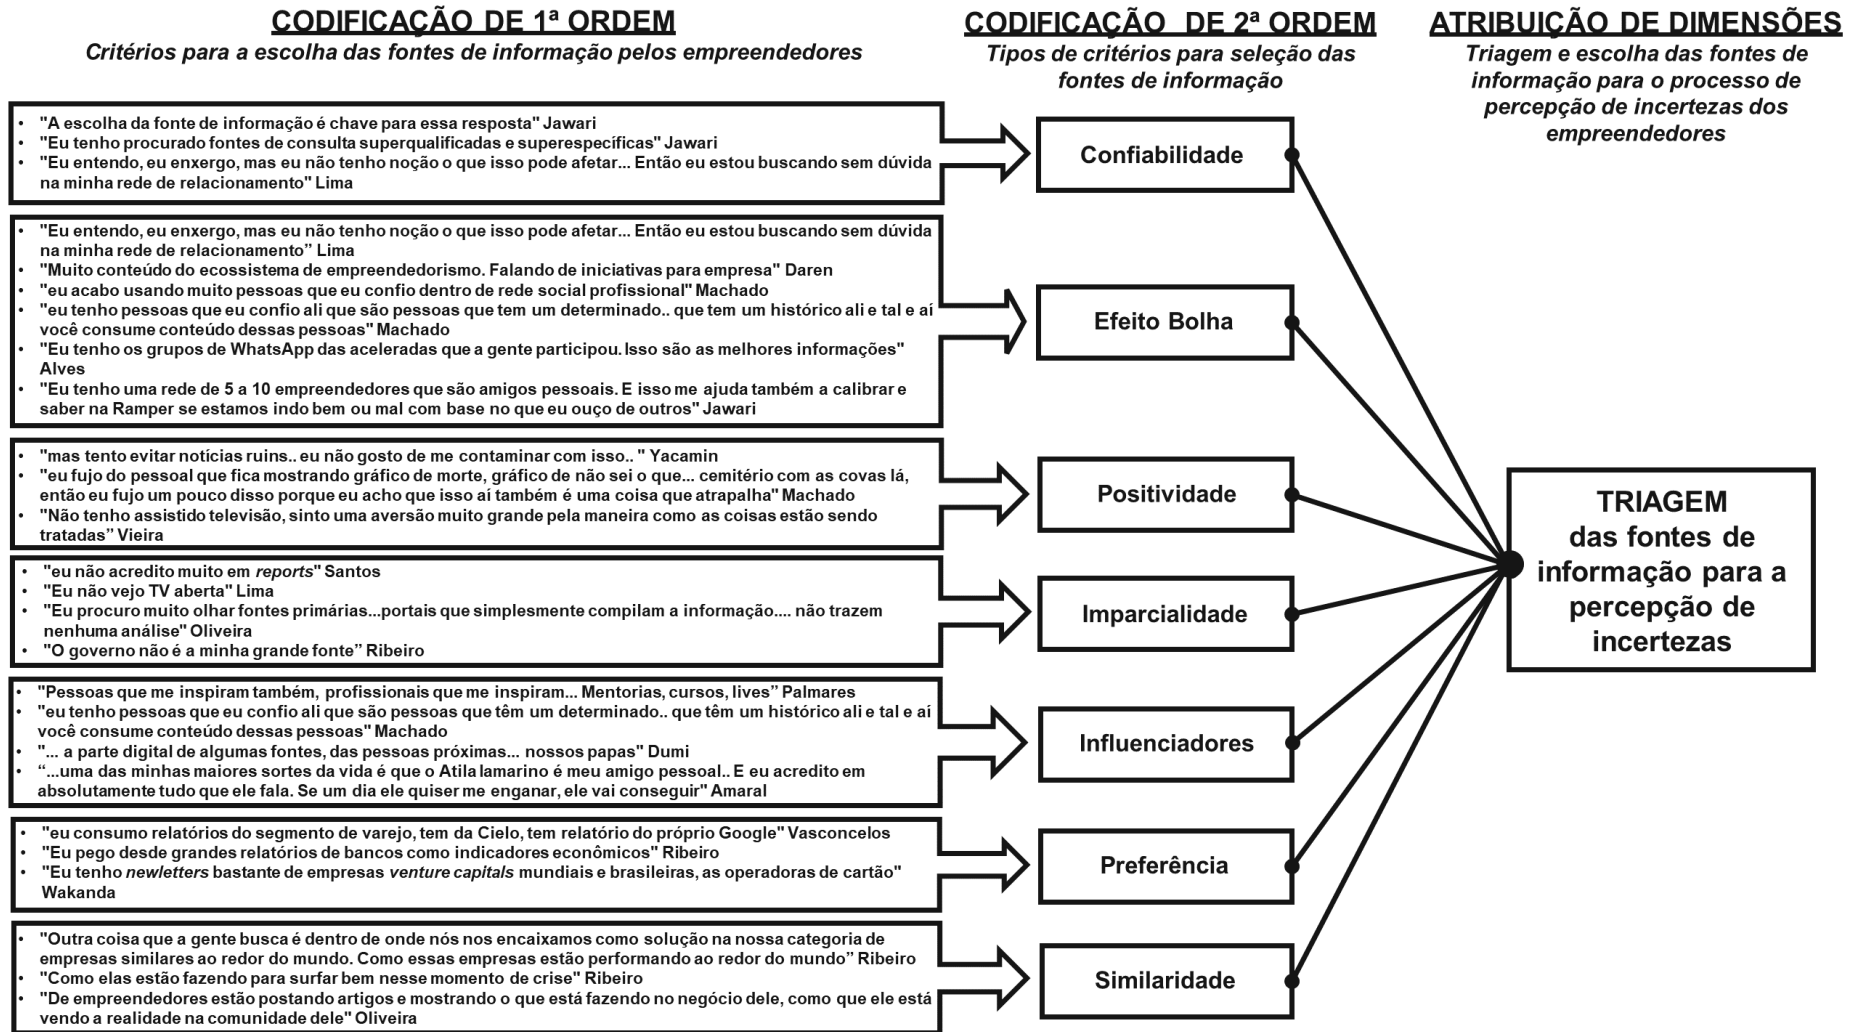 CODIFICAÇÃO DE 1ª ORDEM
Critérios para a escolha das fontes de informação pelos empreendedores
CODIFICAÇÃO DE 2ª ORDEM
Tipos de critérios para seleção das
fontes de informação
ATRIBUIÇÃO DE DIMENSÕES
Triagem e escolha das fontes de
informação para o processo de
percepção de incertezas dos
empreendedores
• "A escolha da fonte de informação é chave para essa resposta" Jawari
• "Eu tenho procurado fontes de consulta superqualificadas e superespecíficas" Jawari
• "Eu entendo, eu enxergo, mas eu não tenho noção o que isso pode afetar... Então eu estou buscando sem dúvida
na minha rede de relacionamento" Lima
Confiabilidade
• "Eu entendo, eu enxergo, mas eu não tenho noção o que isso pode afetar... Então eu estou buscando sem dúvida
na minha rede de relacionamento” Lima
• "Muito conteúdo do ecossistema de empreendedorismo. Falando de iniciativas para empresa" Daren
• "eu acabo usando muito pessoas que eu confio dentro de rede social profissional" Machado
• "eu tenho pessoas que eu confio ali que são pessoas que tem um determinado.. que tem um histórico ali e tal e aí
você consume conteúdo dessas pessoas" Machado
• "Eu tenho os grupos de WhatsApp das aceleradas que a gente participou. Isso são as melhores informações"
Alves
• "Eu tenho uma rede de 5 a 10 empreendedores que são amigos pessoais. E isso me ajuda também a calibrar e
saber na Ramper se estamos indo bem ou mal com base no que eu ouço de outros" Jawari
Efeito Bolha
• "mas tento evitar notícias ruins.. eu não gosto de me contaminar com isso.. " Yacamin
• "eu fujo do pessoal que fica mostrando gráfico de morte, gráfico de não sei o que... cemitério com as covas lá,
então eu fujo um pouco disso porque eu acho que isso aí também é uma coisa que atrapalha" Machado
• "Não tenho assistido televisão, sinto uma aversão muito grande pela maneira como as coisas estão sendo
tratadas” Vieira
Positividade
• "eu não acredito muito em reports" Santos
• "Eu não vejo TV aberta" Lima
• "Eu procuro muito olhar fontes primárias...portais que simplesmente compilam a informação.... não trazem
nenhuma análise" Oliveira
• "O governo não é a minha grande fonte” Ribeiro
Imparcialidade
• "Pessoas que me inspiram também, profissionais que me inspiram... Mentorias, cursos, lives” Palmares
• "eu tenho pessoas que eu confio ali que são pessoas que têm um determinado.. que têm um histórico ali e tal e aí
você consume conteúdo dessas pessoas" Machado
• "... a parte digital de algumas fontes, das pessoas próximas... nossos papas" Dumi
• “...uma das minhas maiores sortes da vida é que o Atila Iamarino é meu amigo pessoal.. E eu acredito em
absolutamente tudo que ele fala. Se um dia ele quiser me enganar, ele vai conseguir" Amaral
Influenciadores
• "eu consumo relatórios do segmento de varejo, tem da Cielo, tem relatório do próprio Google" Vasconcelos
• "Eu pego desde grandes relatórios de bancos como indicadores econômicos" Ribeiro
• "Eu tenho newletters bastante de empresas venture capitals mundiais e brasileiras, as operadoras de cartão"
Wakanda
Preferência
• "Outra coisa que a gente busca é dentro de onde nós nos encaixamos como solução na nossa categoria de
empresas similares ao redor do mundo. Como essas empresas estão performando ao redor do mundo” Ribeiro
• "Como elas estão fazendo para surfar bem nesse momento de crise" Ribeiro
• "De empreendedores estão postando artigos e mostrando o que está fazendo no negócio dele, como que ele está
vendo a realidade na comunidade dele" Oliveira
Similaridade
TRIAGEM
das fontes de
informação para a
percepção de
incertezas